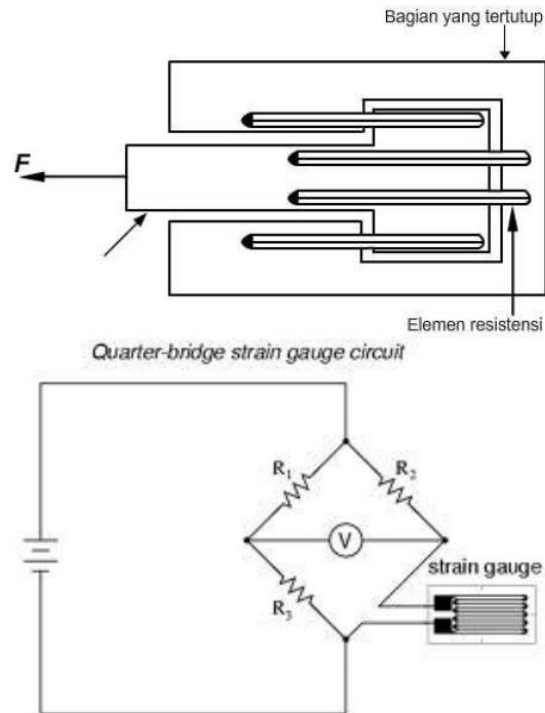 Bagian yang tertutup
F
Elemen resistensi
Quarter-bridge strain gauge circuit
R1
R2
V
strain gauge
R3